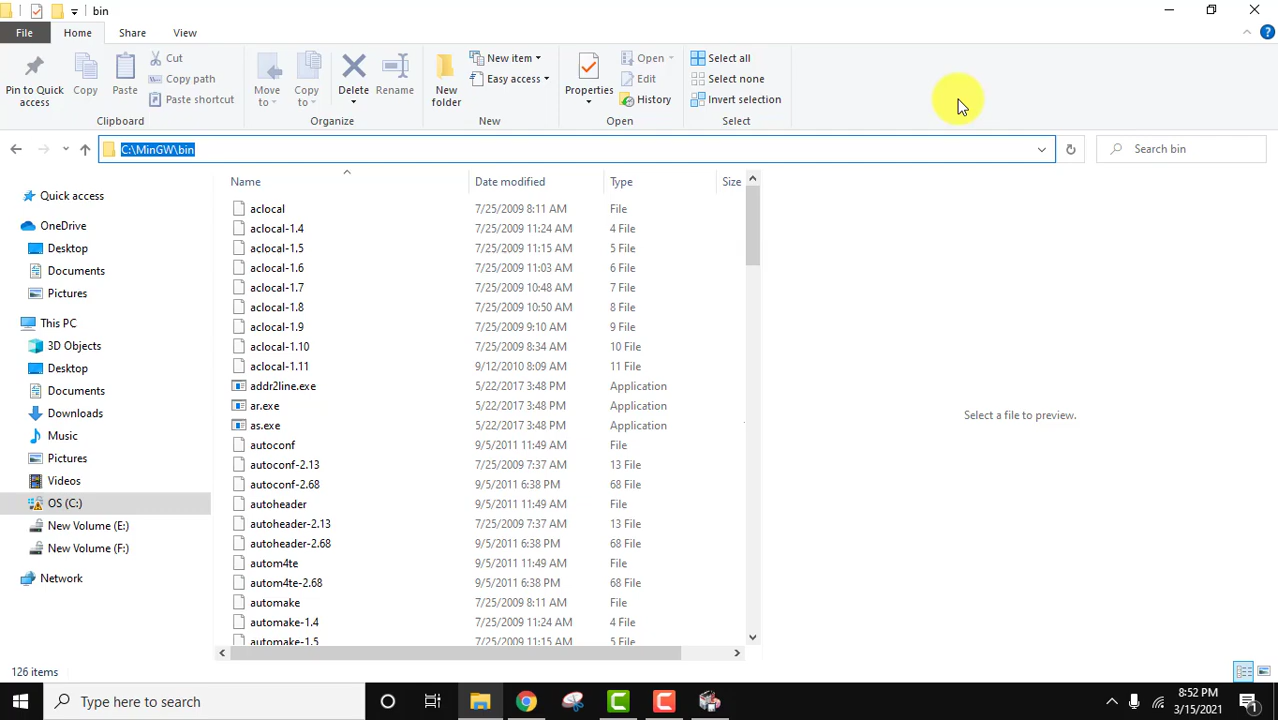 bin
File Home Share View
Pin to Quick access
Copy
Paste
Cut
Copy path
Paste shortcut
Clipboard
Move to
Copy to
Delete
Rename
Organize
New folder
New item
Easy access
New
Properties
Open
Edit
History
Open
Select all
Select none
Invert selection
Select
C:\MinGW\bin
Search bin
Quick access
OneDrive
Desktop
Documents
Pictures
This PC
3D Objects
Desktop
Documents
Downloads
Music
Pictures
Videos
OS (C:)
New Volume (E:)
New Volume (F:)
Network
Name Date modified Type Size
aclocal 7/25/2009 8:11 AM File
aclocal-1.4 7/25/2009 11:24 AM 4 File
aclocal-1.5 7/25/2009 11:15 AM 5 File
aclocal-1.6 7/25/2009 11:03 AM 6 File
aclocal-1.7 7/25/2009 10:48 AM 7 File
aclocal-1.8 7/25/2009 10:50 AM 8 File
aclocal-1.9 7/25/2009 9:10 AM 9 File
aclocal-1.10 7/25/2009 8:34 AM 10 File
aclocal-1.11 9/12/2010 8:09 AM 11 File
addr2line.exe 5/22/2017 3:48 PM Application
ar.exe 5/22/2017 3:48 PM Application
as.exe 5/22/2017 3:48 PM Application
autoconf 9/5/2011 11:49 AM File
autoconf-2.13 7/25/2009 7:37 AM 13 File
autoconf-2.68 9/5/2011 6:38 PM 68 File
autoheader 9/5/2011 11:49 AM File
autoheader-2.13 7/25/2009 7:37 AM 13 File
autoheader-2.68 9/5/2011 6:38 PM 68 File
autom4te 9/5/2011 11:49 AM File
autom4te-2.68 9/5/2011 6:38 PM 68 File
automake 7/25/2009 8:11 AM File
automake-1.4 7/25/2009 11:24 AM 4 File
automake-1.5 7/25/2009 11:15 AM 5 File
Select a file to preview.
126 items
Type here to search
8:52 PM
3/15/2021
1